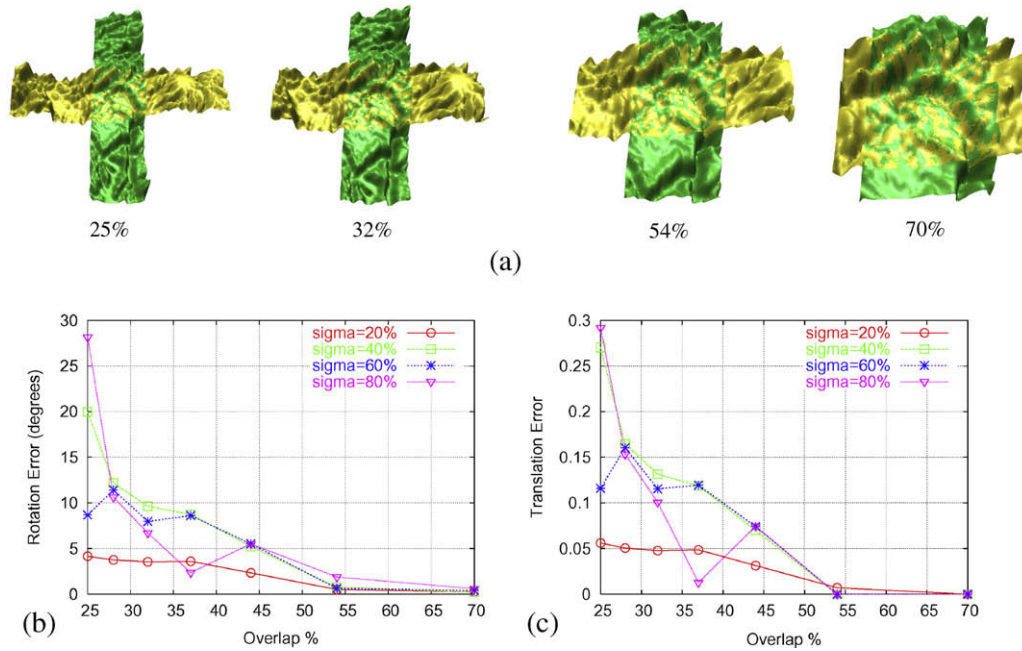 25%
32%
54%
70%
(a)
30
25
20
15
10
5
0
Rotation Error (degrees)
sigma=20%
sigma=40%
sigma=60%
sigma=80%
25 30 35 40 45 50 55 60 65 70
Overlap %
(b)
0.3
0.25
0.2
0.15
0.1
0.05
0
Translation Error
sigma=20%
sigma=40%
sigma=60%
sigma=80%
25 30 35 40 45 50 55 60 65 70
Overlap %
(c)